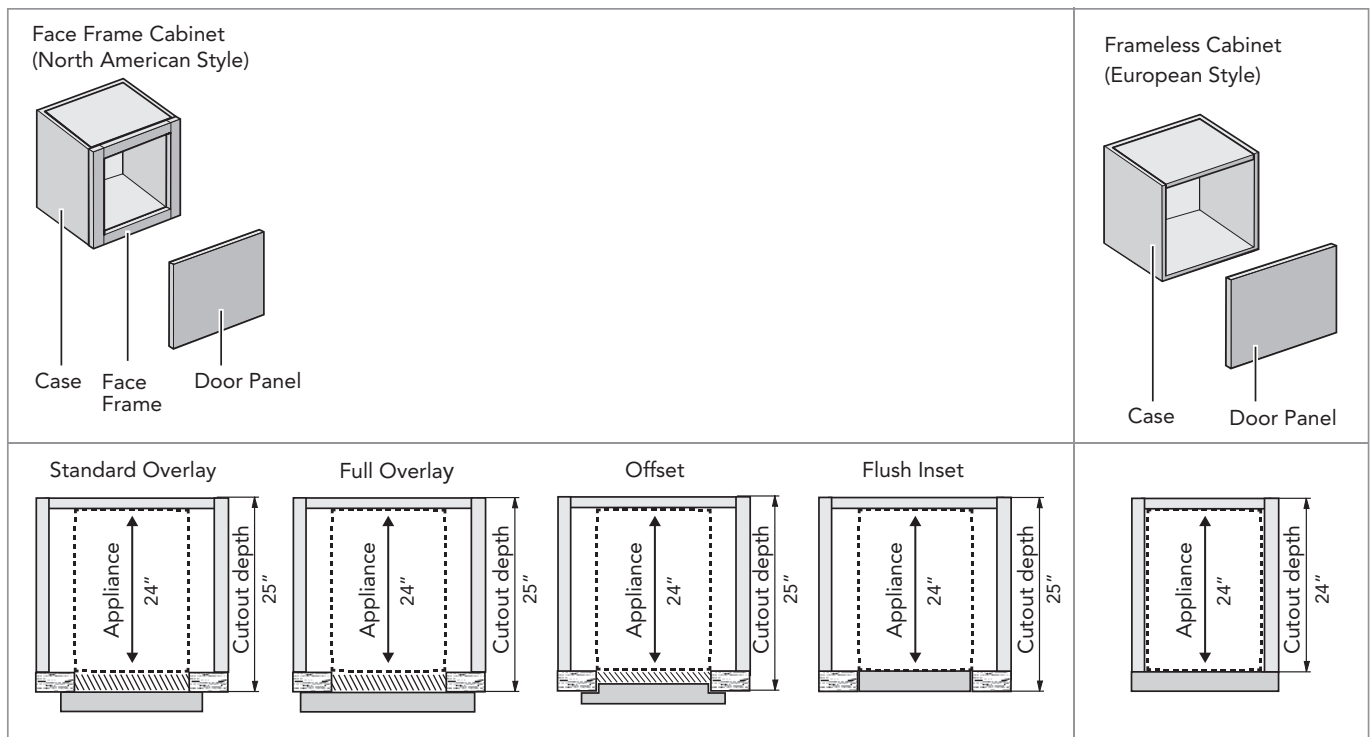 Face Frame Cabinet
(North American Style)
Case
Face
Frame
Door Panel
Frameless Cabinet
(European Style)
Case
Door Panel
Standard Overlay
Appliance
24"
Cutout depth
25"
Full Overlay
Appliance
24"
Cutout depth
25"
Offset
Appliance
24"
Cutout depth
25"
Flush Inset
Appliance
24"
Cutout depth
25"
Appliance
24"
Cutout depth
24"